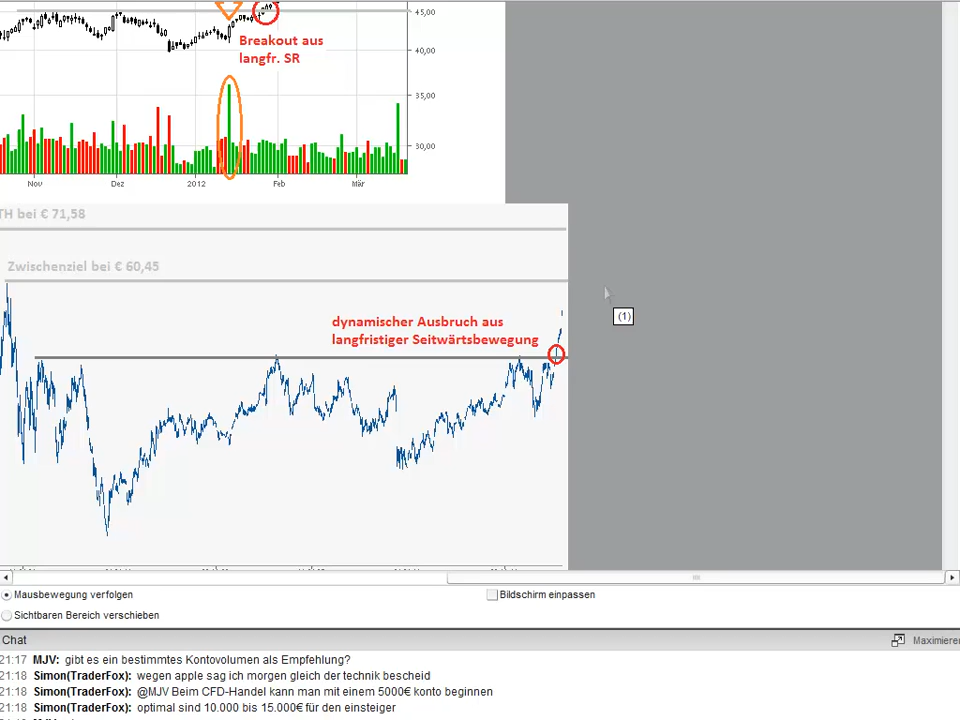 45,00
Breakout aus
langfr. SR
40,00
35,00
30,00
Nov Dez 2012 Feb Mär
TH bei € 71,58
Zwischenziel bei € 60,45
dynamischer Ausbruch aus
langfristiger Seitwärtsbewegung
(1)
Mausbewegung verfolgen
Bildschirm einpassen
Sichtbaren Bereich verschieben
Chat
Maximieren
21:17 MJV: gibt es ein bestimmtes Kontovolumen als Empfehlung?
21:18 Simon(TraderFox): wegen apple sag ich morgen gleich der technik bescheid
21:18 Simon(TraderFox): @MJV Beim CFD-Handel kann man mit einem 5000€ konto beginnen
21:18 Simon(TraderFox): optimal sind 10.000 bis 15.000€ für den einsteiger